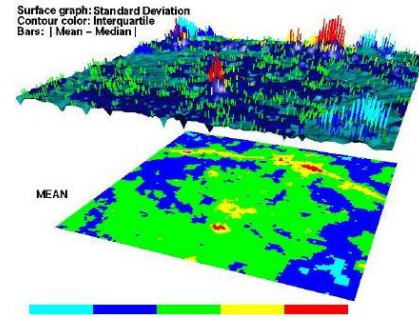 Surface graph: Standard Deviation
Contour color: Interquartile
Bars: | Mean - Median |
MEAN